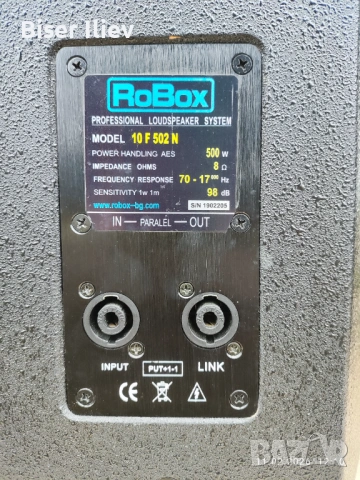 Biser Iliev
RoBox
PROFESSIONAL LOUDSPEAKER SYSTEM
MODEL 10 F 502 N
POWER HANDLING AES 500 W
IMPEDANCE OHMS 8 Ω
FREQUENCY RESPONSE 70 - 17⁰⁰⁰ Hz
SENSITIVITY 1w 1m 98 dB
www.robox-bg.com S/N 1902205
IN — PARALEL — OUT
INPUT PUT+1-1 LINK
CE
BAZAR